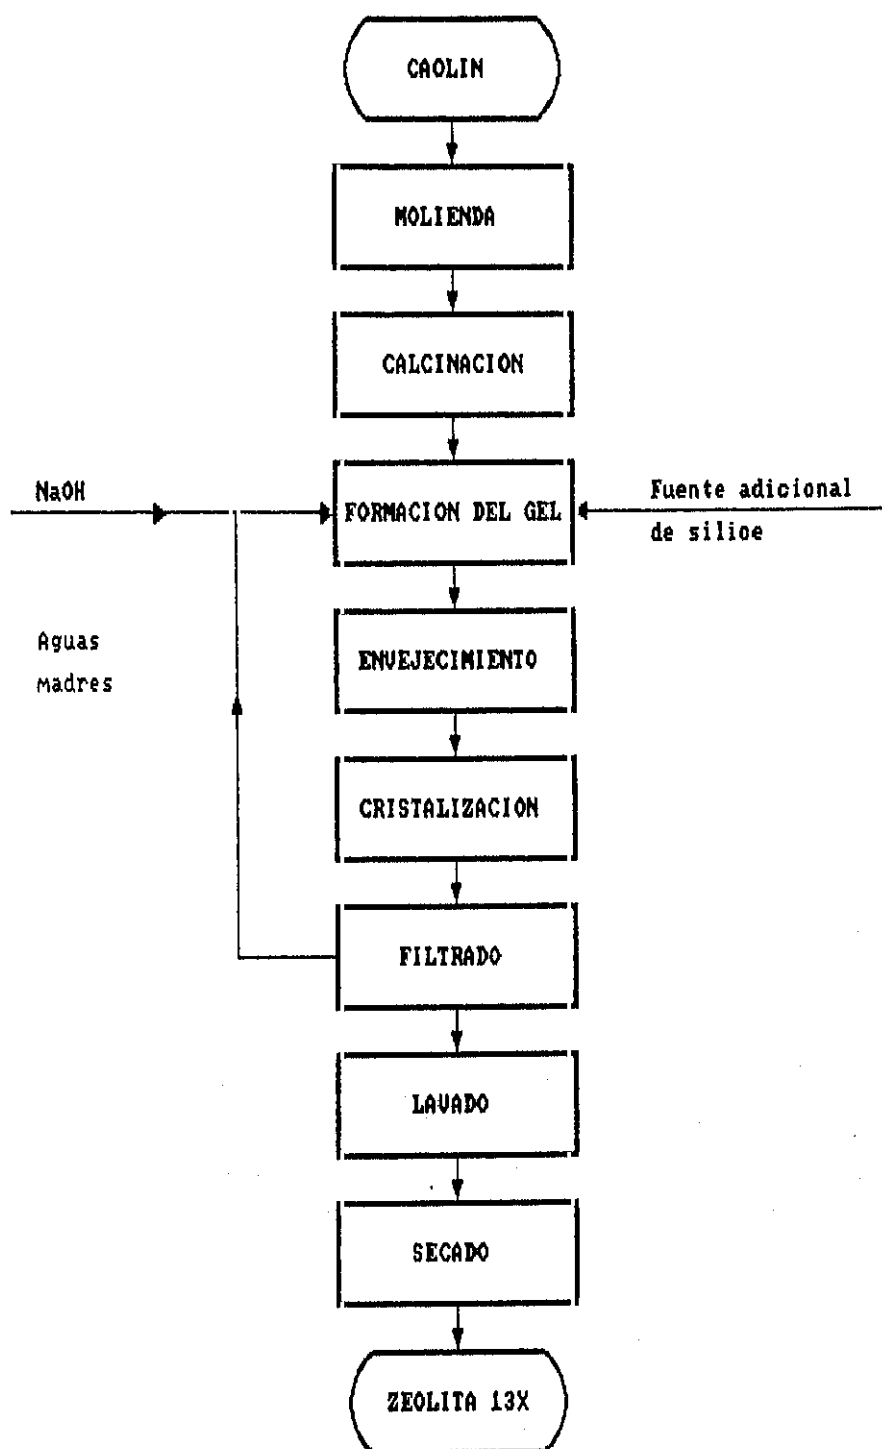 CAOLIN
MOLIENDA
CALCINACION
NaOH
FORMACION DEL GEL
Fuente adicional
de silice
Aguas
madres
ENVEJECIMIENTO
CRISTALIZACION
FILTRADO
LAVADO
SECADO
ZEOLITA 13X